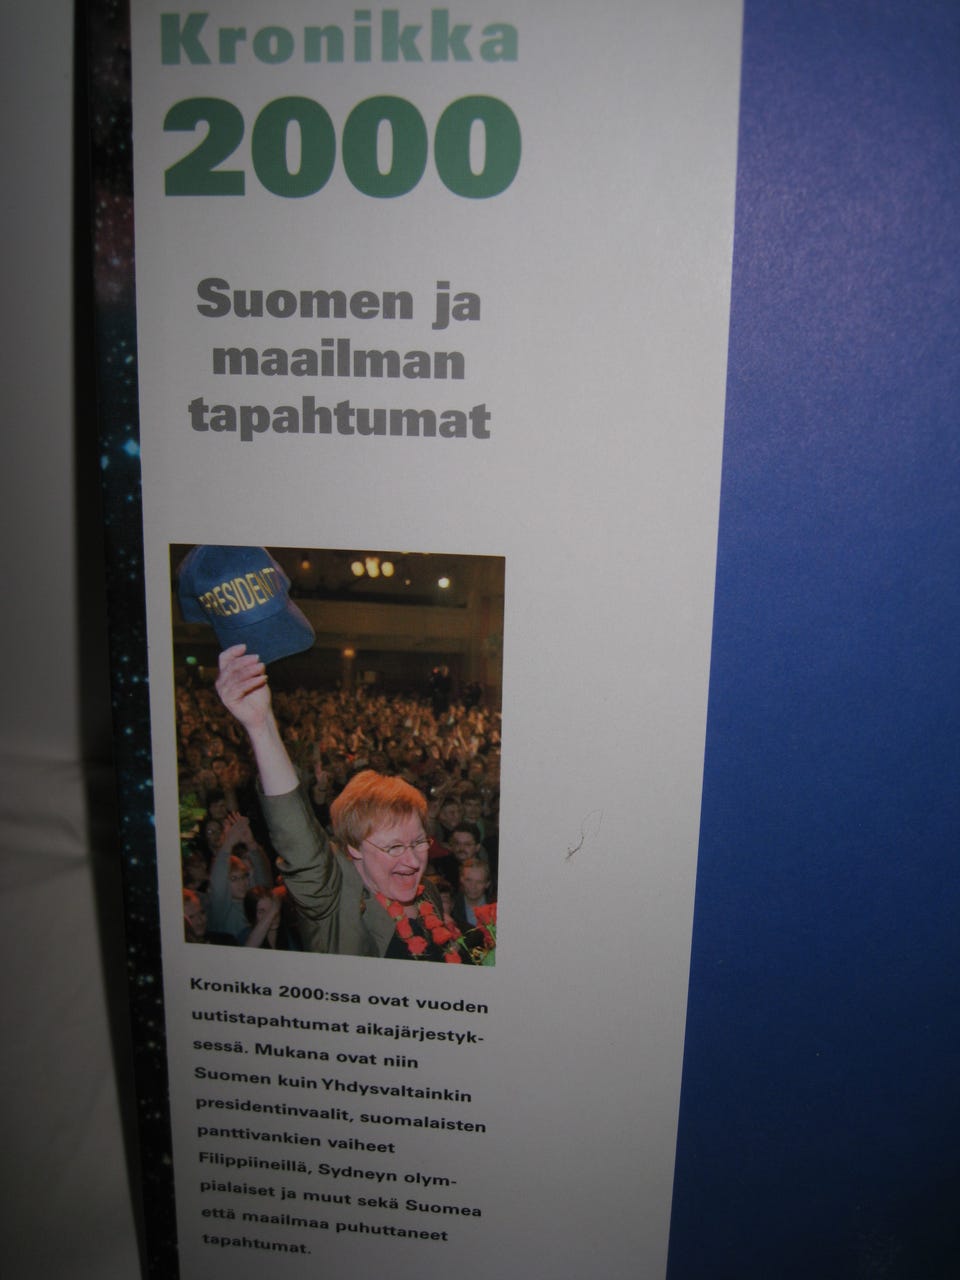 Kronikka
2000
Suomen ja
maailman
tapahtumat
PRESIDENTTI
Kronikka 2000:ssa ovat vuoden
uutistapahtumat aikajärjestyk-
sessä. Mukana ovat niin
Suomen kuin Yhdysvaltainkin
presidentinvaalit, suomalaisten
panttivankien vaiheet
Filippiineillä, Sydneyn olym-
pialaiset ja muut sekä Suomea
että maailmaa puhuttaneet
tapahtumat.